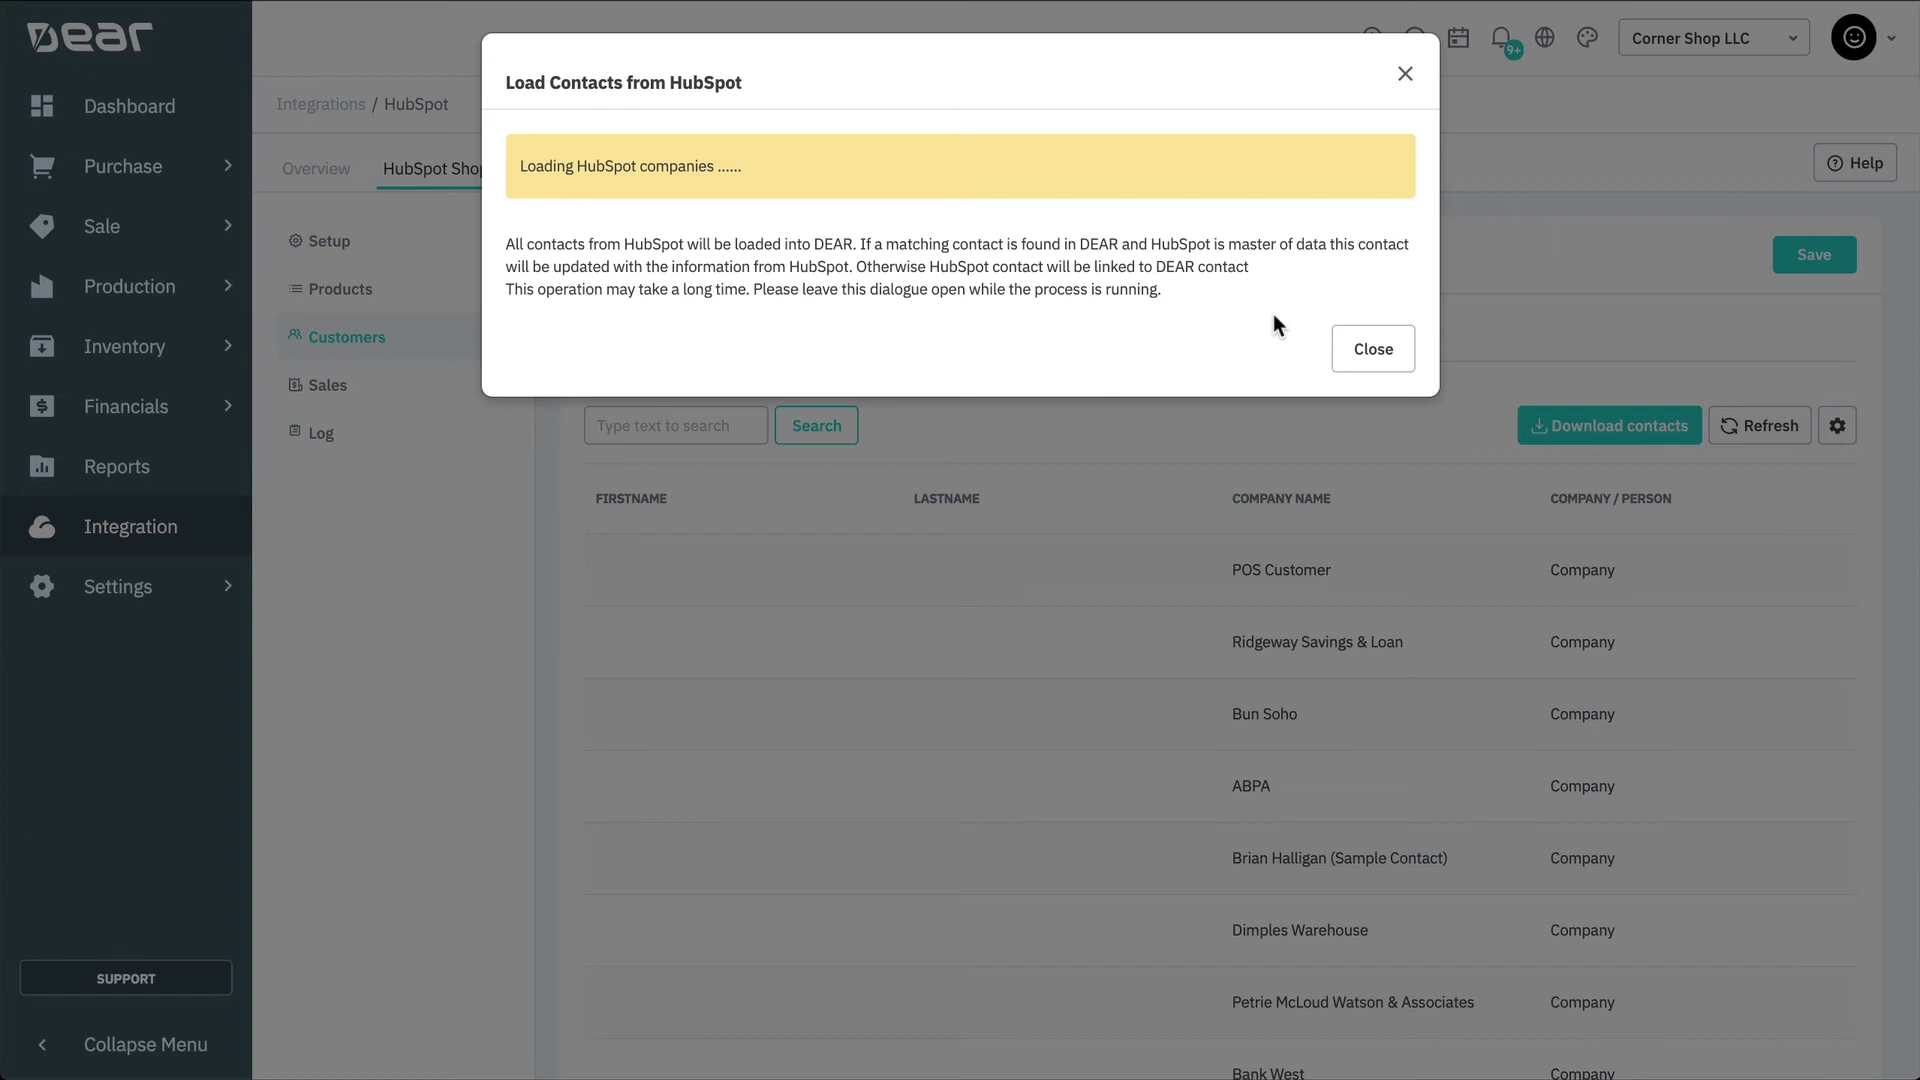 Dear
9+
Corner Shop LLC
Dashboard
Purchase
Sale
Production
Inventory
Financials
Reports
Integration
Settings
SUPPORT
Collapse Menu
Integrations / HubSpot
Overview
HubSpot Shop
Help
Setup
Products
Customers
Sales
Log
Save
Load Contacts from HubSpot
Loading HubSpot companies ......
All contacts from HubSpot will be loaded into DEAR. If a matching contact is found in DEAR and HubSpot is master of data this contact
will be updated with the information from HubSpot. Otherwise HubSpot contact will be linked to DEAR contact
This operation may take a long time. Please leave this dialogue open while the process is running.
Close
Type text to search
Search
Download contacts
Refresh
FIRSTNAME LASTNAME COMPANY NAME COMPANY / PERSON
POS Customer Company
Ridgeway Savings & Loan Company
Bun Soho Company
ABPA Company
Brian Halligan (Sample Contact) Company
Dimples Warehouse Company
Petrie McLoud Watson & Associates Company
Bank West Company